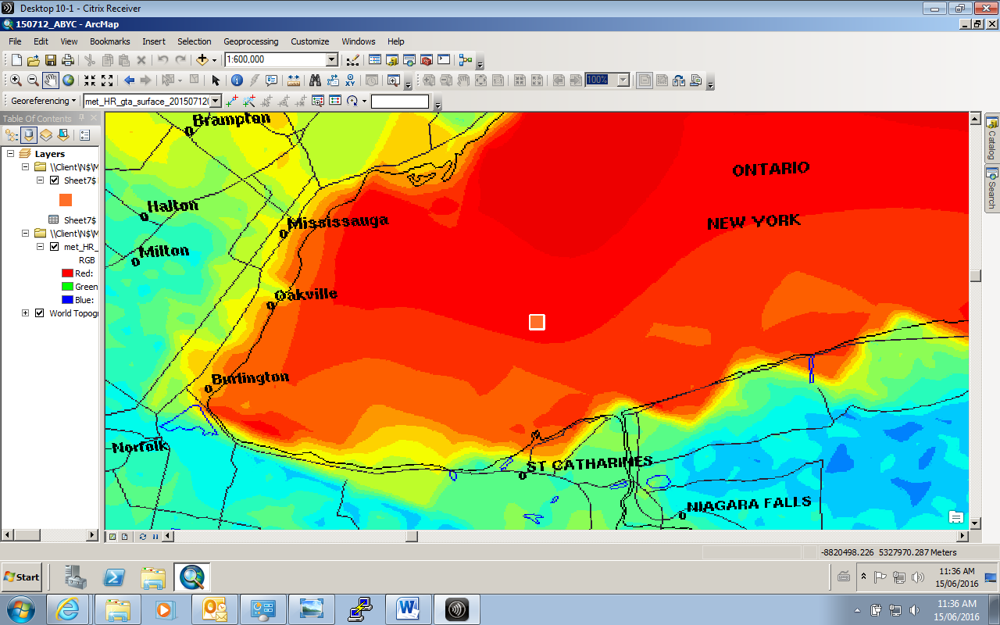 Desktop 10-1 - Citrix Receiver
150712_ABYC - ArcMap
File Edit View Bookmarks Insert Selection Geoprocessing Customize Windows Help
1:600,000
100%
Georeferencing met_HR_gta_surface_201507120
Table Of Contents
Layers
\\Client\N$\M
Sheet7$
Sheet7$
\\Client\N$\M
met_HR_
RGB
Red:
Green
Blue:
World Topogr
Brampton
Halton
Milton
Mississauga
Oakville
Burlington
Norfolk
ONTARIO
NEW YORK
ST CATHARINES
NIAGARA FALLS
Catalog
Search
-8820498.226 5327970.287 Meters
Start
11:36 AM
15/06/2016
11:36 AM
15/06/2016